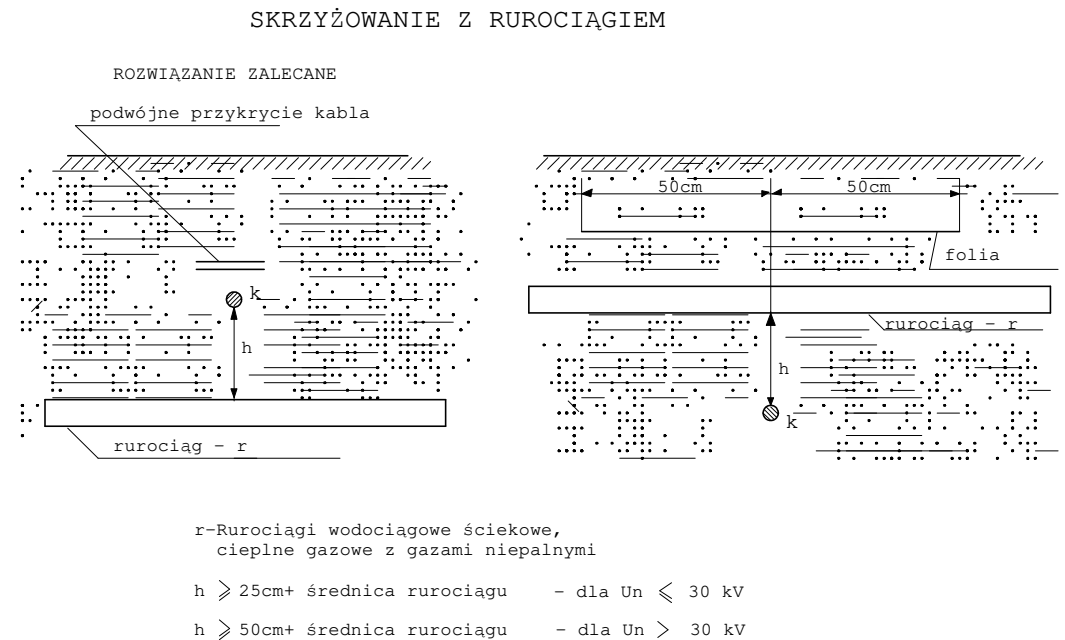 SKRZYŻOWANIE Z RUROCIĄGIEM
ROZWIĄZANIE ZALECANE
podwójne przykrycie kabla
50cm 50cm
folia
k
rurociąg - r
h
h
k
rurociąg - r
r-Rurociągi wodociągowe ściekowe,
cieplne gazowe z gazami niepalnymi
h ⩾ 25cm+ średnica rurociągu - dla Un ⩽ 30 kV
h ⩾ 50cm+ średnica rurociągu - dla Un > 30 kV